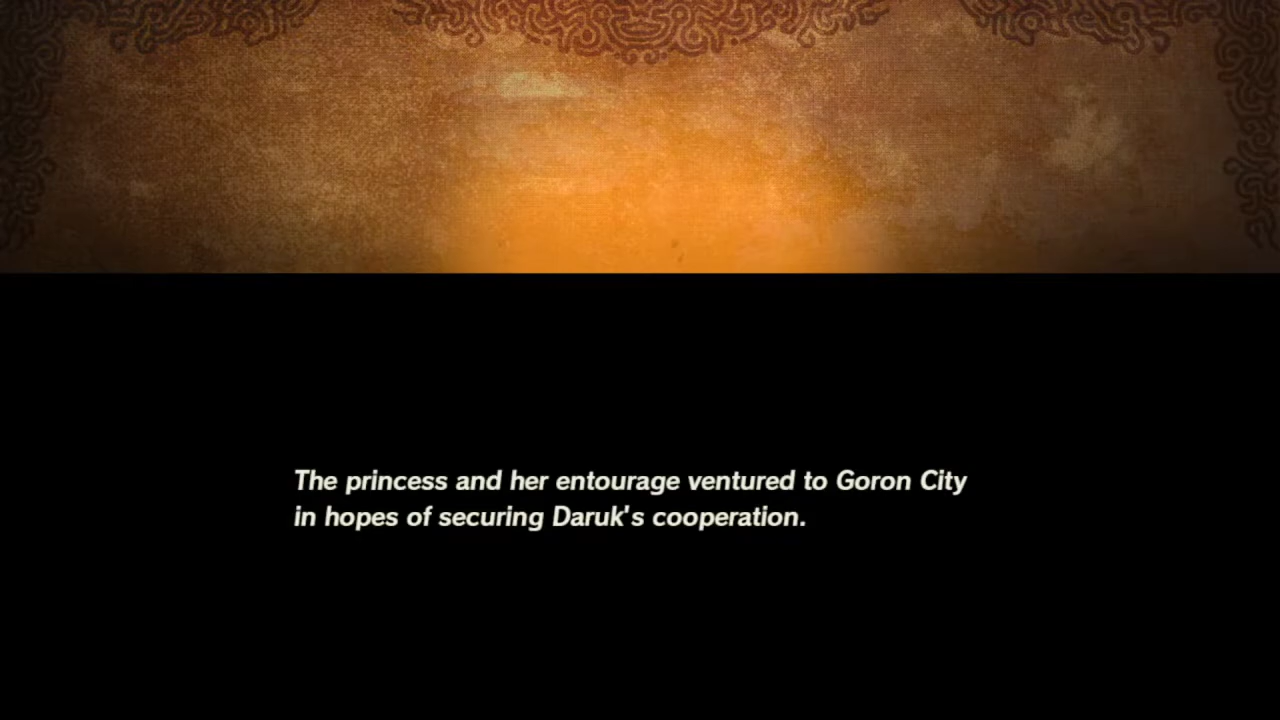 The princess and her entourage ventured to Goron City
in hopes of securing Daruk's cooperation.